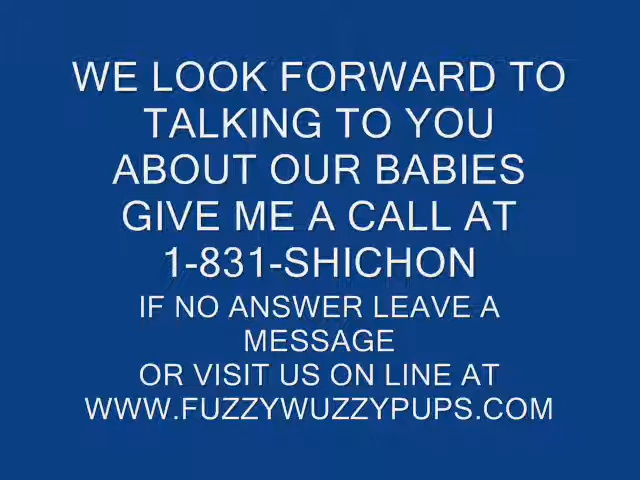 WE LOOK FORWARD TO
TALKING TO YOU
ABOUT OUR BABIES
GIVE ME A CALL AT
1-831-SHICHON
IF NO ANSWER LEAVE A
MESSAGE
OR VISIT US ON LINE AT
WWW.FUZZYWUZZYPUPS.COM